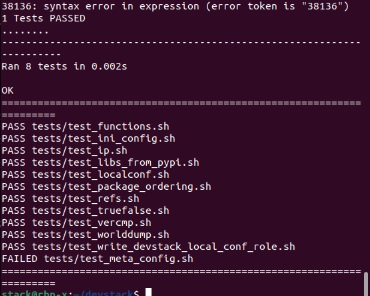 38136: syntax error in expression (error token is "38136")
1 Tests PASSED
........
----------------------------------------------------------------------
Ran 8 tests in 0.002s
OK
======================================================================
PASS tests/test_functions.sh
PASS tests/test_ini_config.sh
PASS tests/test_ip.sh
PASS tests/test_libs_from_pypi.sh
PASS tests/test_localconf.sh
PASS tests/test_package_ordering.sh
PASS tests/test_refs.sh
PASS tests/test_truefalse.sh
PASS tests/test_vercmp.sh
PASS tests/test_worlddump.sh
PASS tests/test_write_devstack_local_conf_role.sh
FAILED tests/test_meta_config.sh
======================================================================